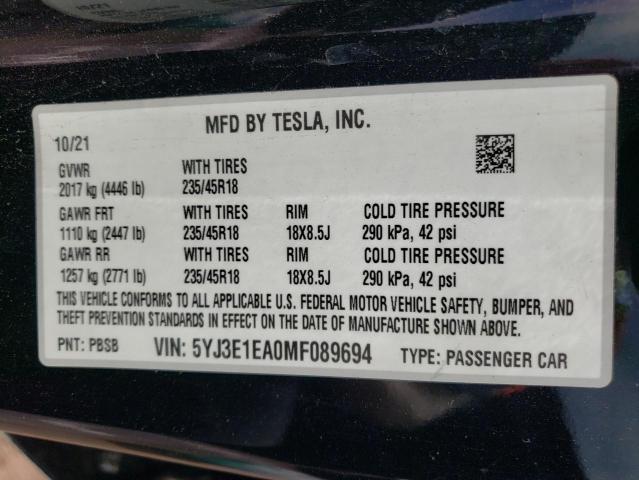 10/21
MFD BY TESLA, INC.
10/21
GVWR WITH TIRES
2017 kg (4446 lb) 235/45R18
GAWR FRT WITH TIRES RIM COLD TIRE PRESSURE
1110 kg (2447 lb) 235/45R18 18X8.5J 290 kPa, 42 psi
GAWR RR WITH TIRES RIM COLD TIRE PRESSURE
1257 kg (2771 lb) 235/45R18 18X8.5J 290 kPa, 42 psi
THIS VEHICLE CONFORMS TO ALL APPLICABLE U.S. FEDERAL MOTOR VEHICLE SAFETY, BUMPER, AND
THEFT PREVENTION STANDARDS IN EFFECT ON THE DATE OF MANUFACTURE SHOWN ABOVE.
PNT: PBSB VIN: 5YJ3E1EA0MF089694 TYPE: PASSENGER CAR